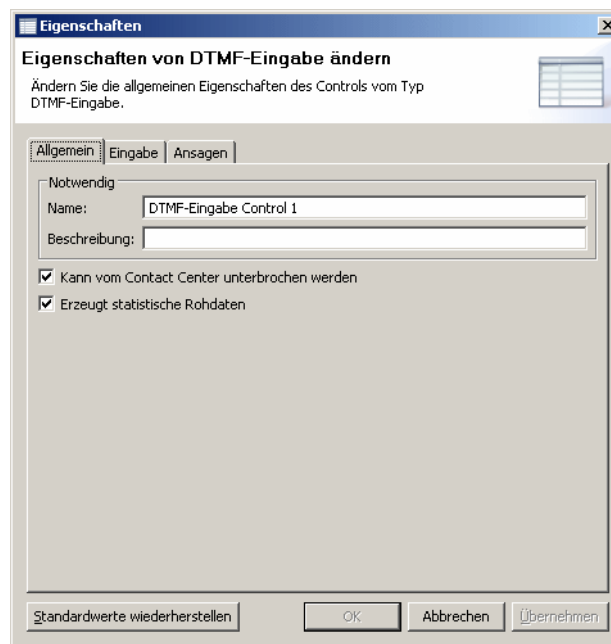 Eigenschaften
Eigenschaften von DTMF-Eingabe ändern
Ändern Sie die allgemeinen Eigenschaften des Controls vom Typ
DTMF-Eingabe.
Allgemein Eingabe Ansagen
Notwendig
Name: DTMF-Eingabe Control 1
Beschreibung:
Kann vom Contact Center unterbrochen werden
Erzeugt statistische Rohdaten
Standardwerte wiederherstellen OK Abbrechen Übernehmen